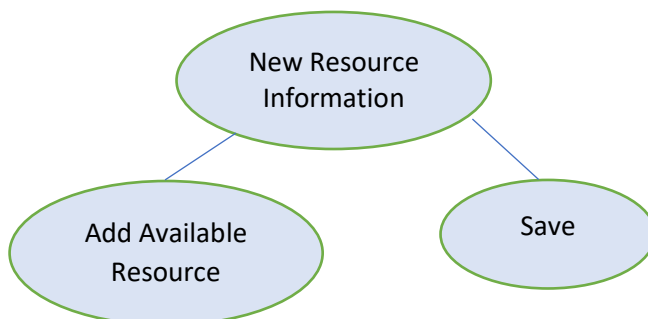 New Resource
Information
Add Available
Resource
Save